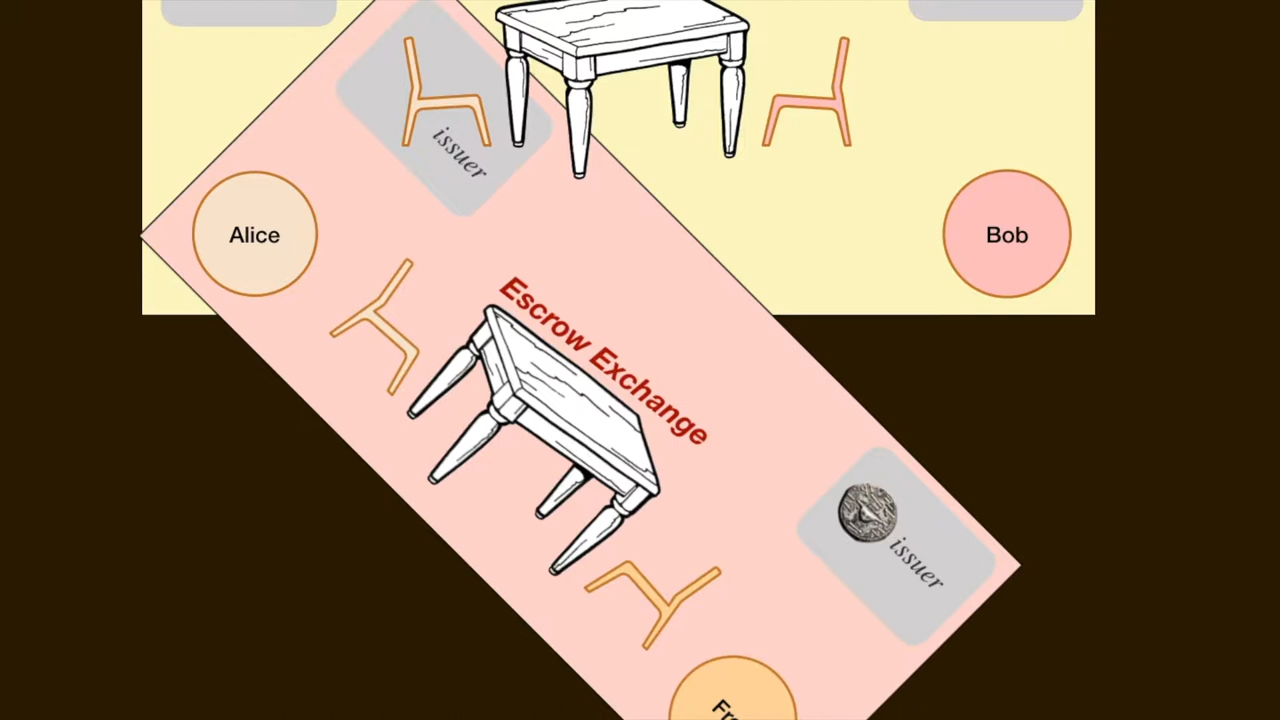 issuer
Alice
Bob
Escrow Exchange
issuer